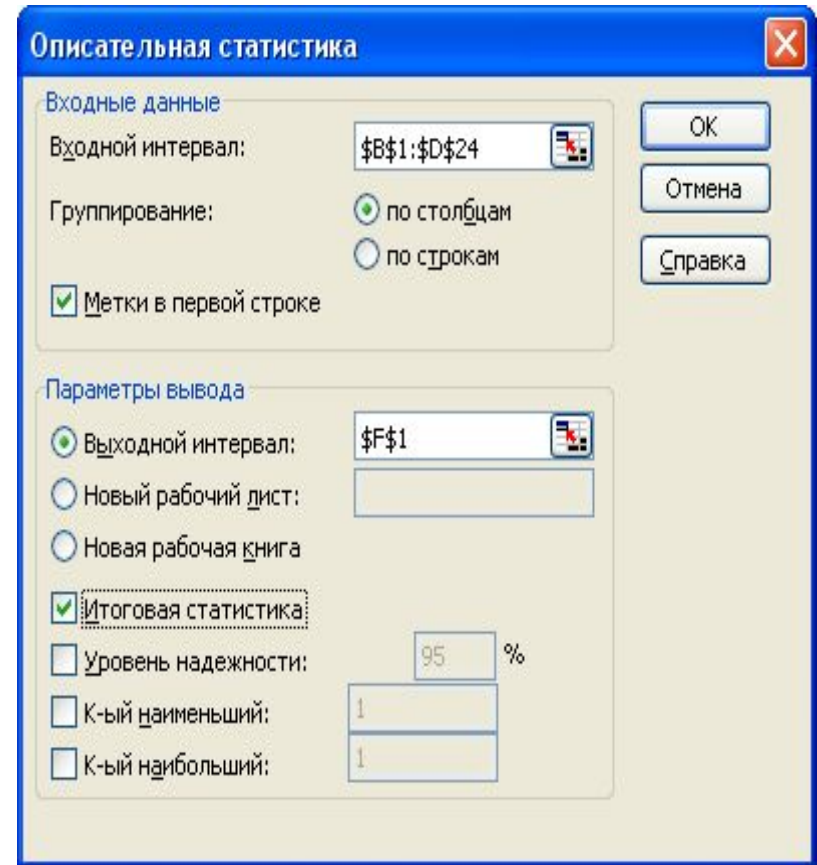 Описательная статистика
Входные данные
Входной интервал: $B$1:$D$24
Группирование: по столбцам
по строкам
Метки в первой строке
OK
Отмена
Справка
Параметры вывода
Выходной интервал: $F$1
Новый рабочий лист:
Новая рабочая книга
Итоговая статистика
Уровень надежности: 95 %
К-ый наименьший: 1
К-ый наибольший: 1